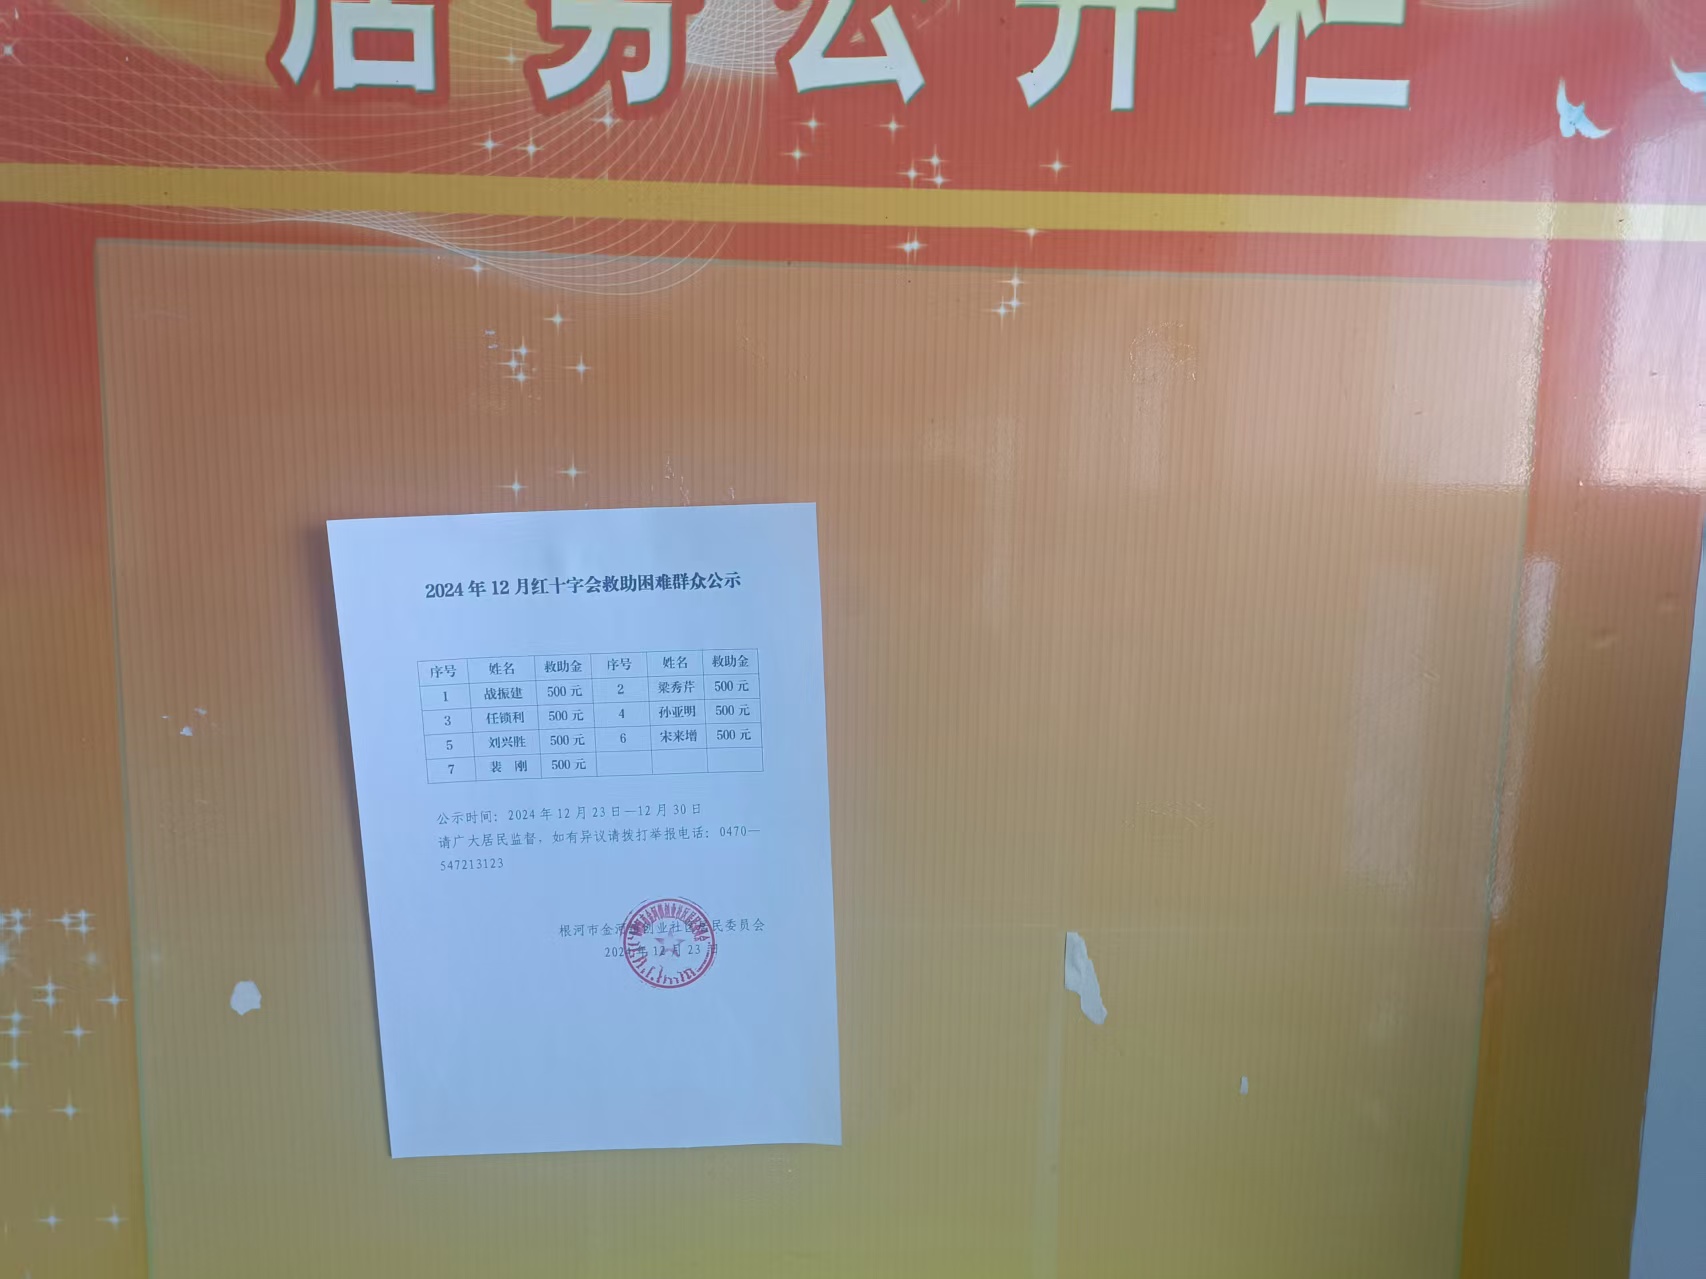 居务公开栏
2024年12月红十字会救助困难群众公示
序号 姓名 救助金 序号 姓名 救助金
1 战振建 500元 2 梁秀芹 500元
3 任锁利 500元 4 孙亚明 500元
5 刘兴胜 500元 6 宋来增 500元
7 裴 刚 500元
公示时间：2024年12月23日—12月30日
请广大居民监督，如有异议请拨打举报电话：0470—
547213123
根河市金河镇创业社区居民委员会
2024年12月23日